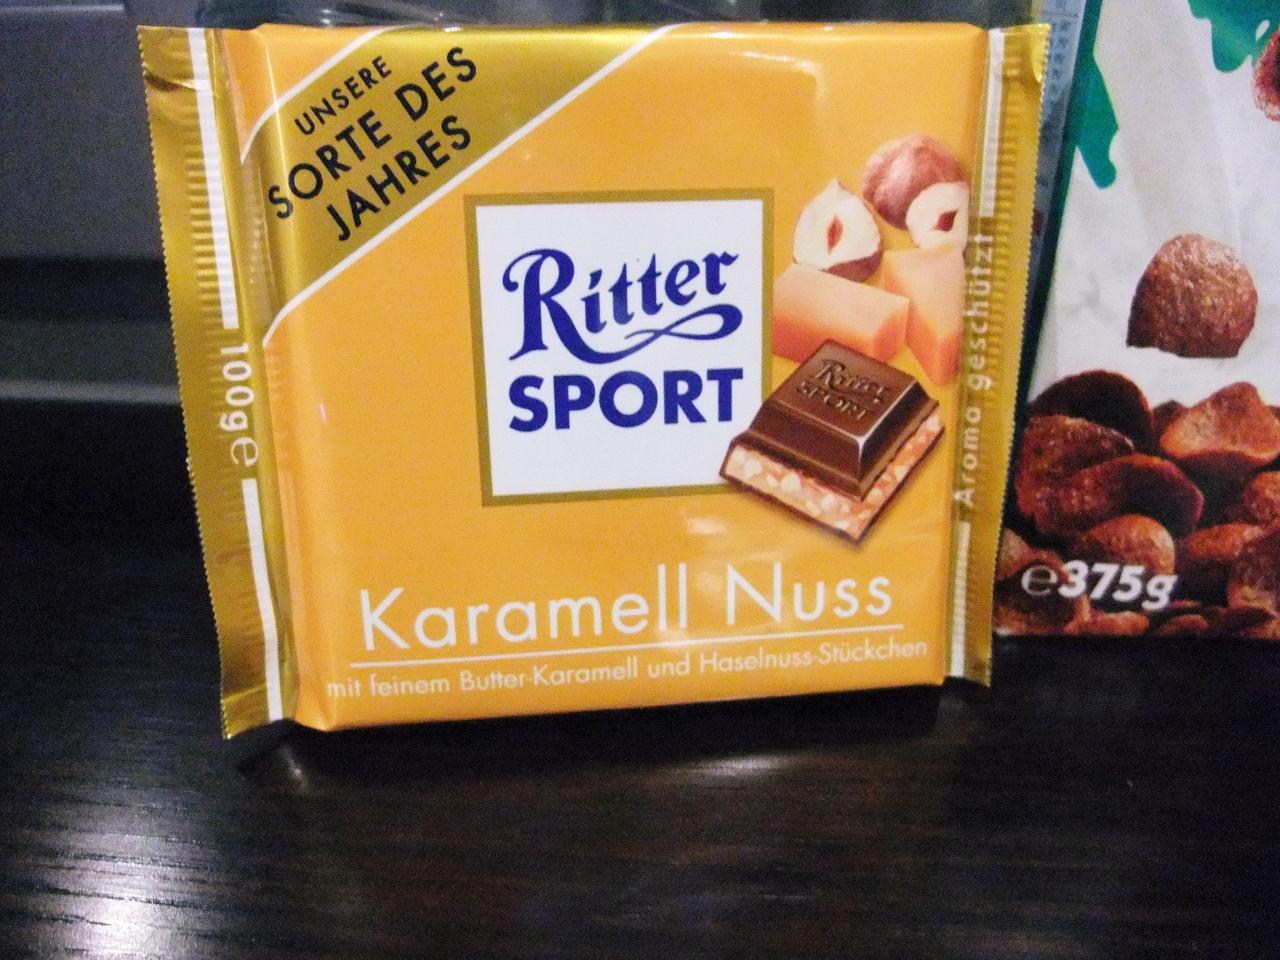 UNSERE
SORTE DES
JAHRES
Ritter
SPORT
Ritter
SPORT
100g e
Aroma geschützt
Karamell Nuss
mit feinem Butter-Karamell und Haselnuss-Stückchen
e375g